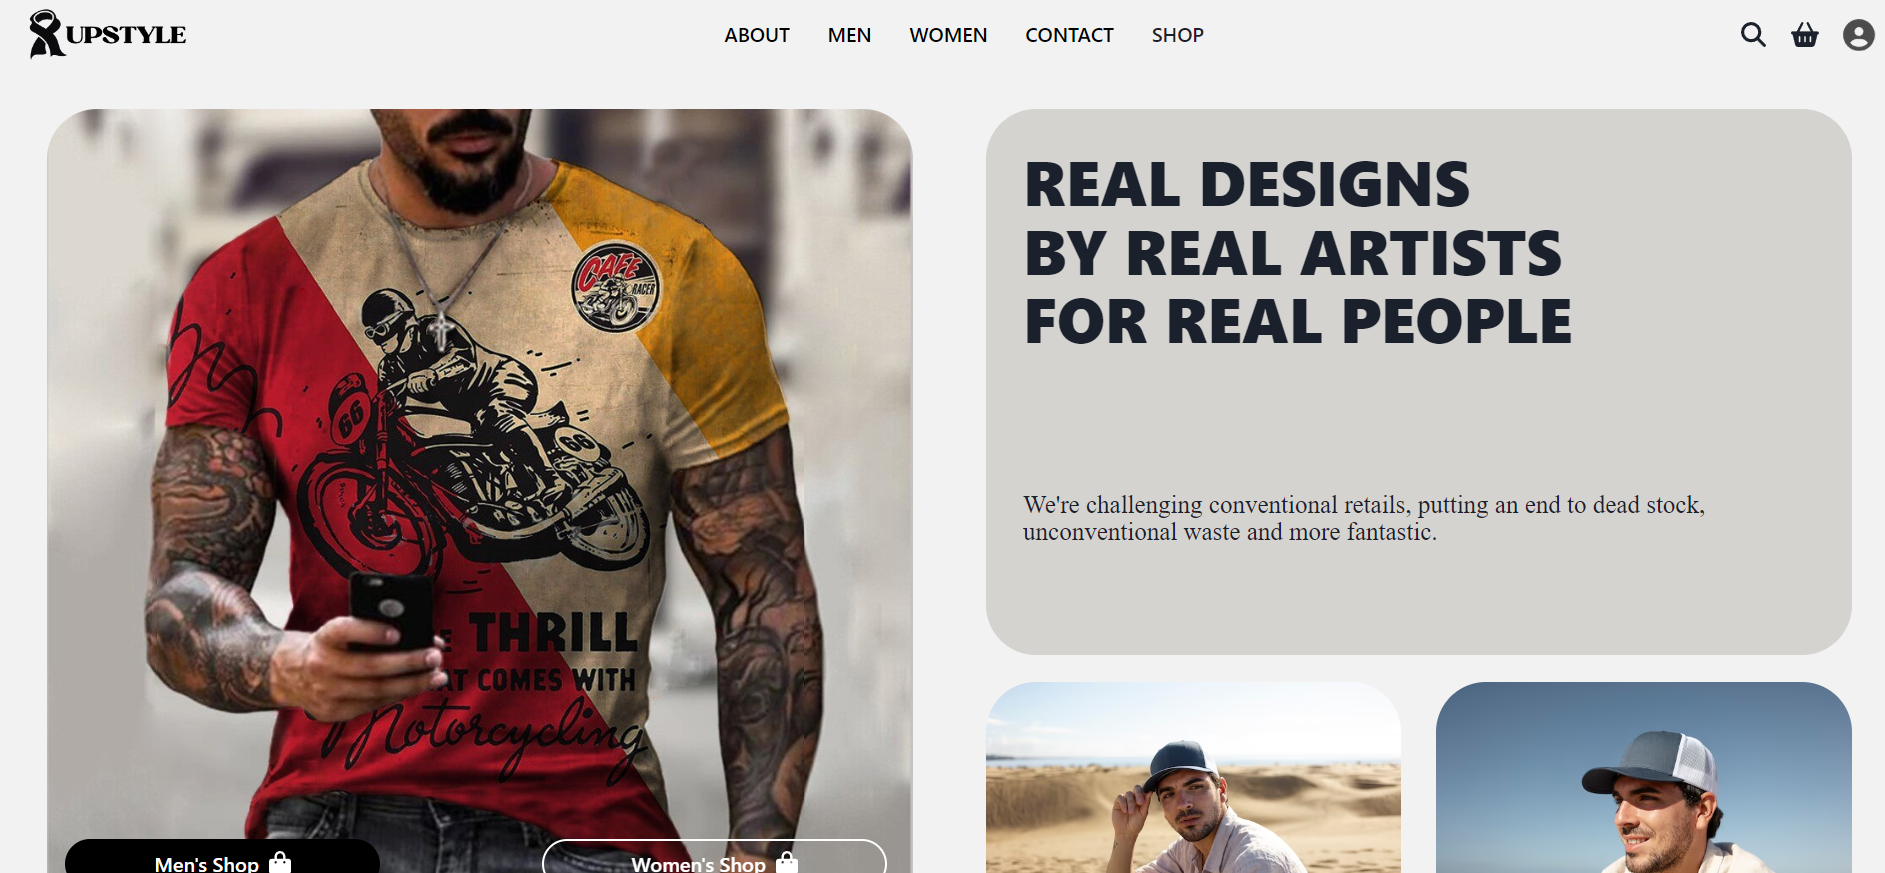 UPSTYLE
ABOUT MEN WOMEN CONTACT SHOP
CAFE
RACER
66
66
THRILL
COMES WITH
Motorcycling
Men's Shop
Women's Shop
REAL DESIGNS
BY REAL ARTISTS
FOR REAL PEOPLE
We're challenging conventional retails, putting an end to dead stock,
unconventional waste and more fantastic.